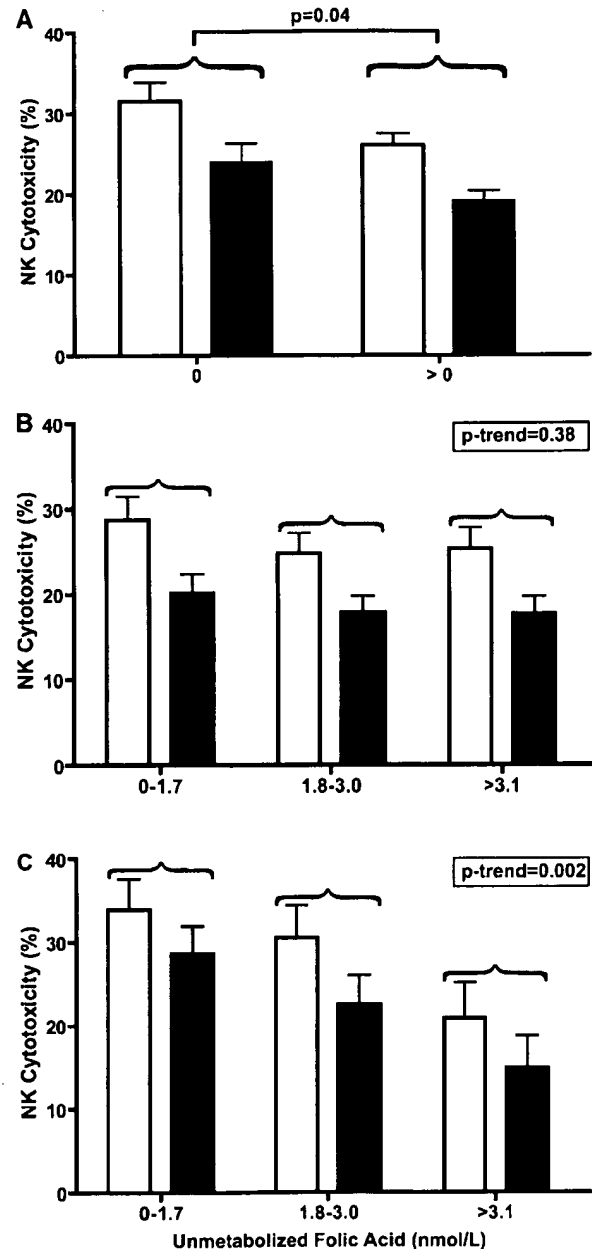 A
p=0.04
40
30
20
10
0
NK Cytotoxicity (%)
0
> 0
B
p-trend=0.38
40
30
20
10
0
NK Cytotoxicity (%)
0-1.7
1.8-3.0
>3.1
C
p-trend=0.002
40
30
20
10
0
NK Cytotoxicity (%)
0-1.7
1.8-3.0
>3.1
Unmetabolized Folic Acid (nmol/L)